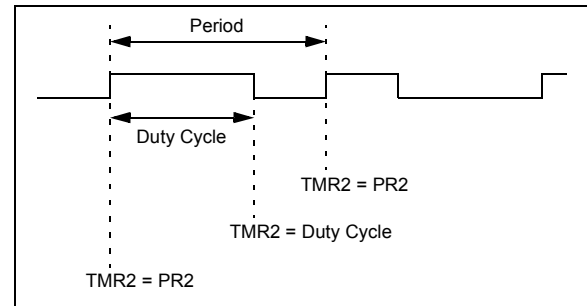 Period
Duty Cycle
TMR2 = PR2
TMR2 = Duty Cycle
TMR2 = PR2